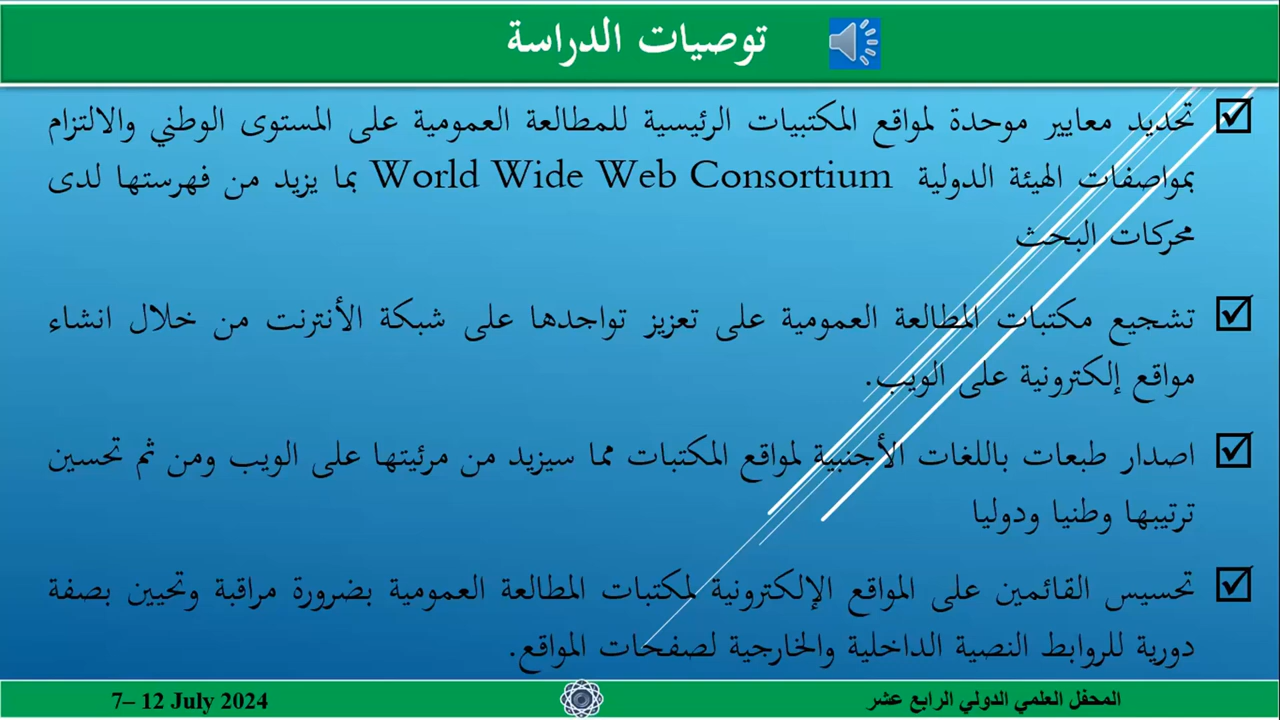 توصيات الدراسة
تحديد معايير موحدة لمواقع المكتبيات الرئيسية للمطالعة العمومية على المستوى الوطني والالتزام
بمواصفات الهيئة الدولية World Wide Web Consortium بما يزيد من فهرستها لدى
محركات البحث
تشجيع مكتبات المطالعة العمومية على تعزيز تواجدها على شبكة الأنترنت من خلال انشاء
مواقع إلكترونية على الويب.
اصدار طبعات باللغات الأجنبية لمواقع المكتبات مما سيزيد من مرئيتها على الويب ومن ثم تحسين
ترتيبها وطنيا ودوليا
تحسيس القائمين على المواقع الإلكترونية لمكتبات المطالعة العمومية بضرورة مراقبة وتحيين بصفة
دورية للروابط النصية الداخلية والخارجية لصفحات المواقع.
المحفل العلمي الدولي الرابع عشر
7– 12 July 2024